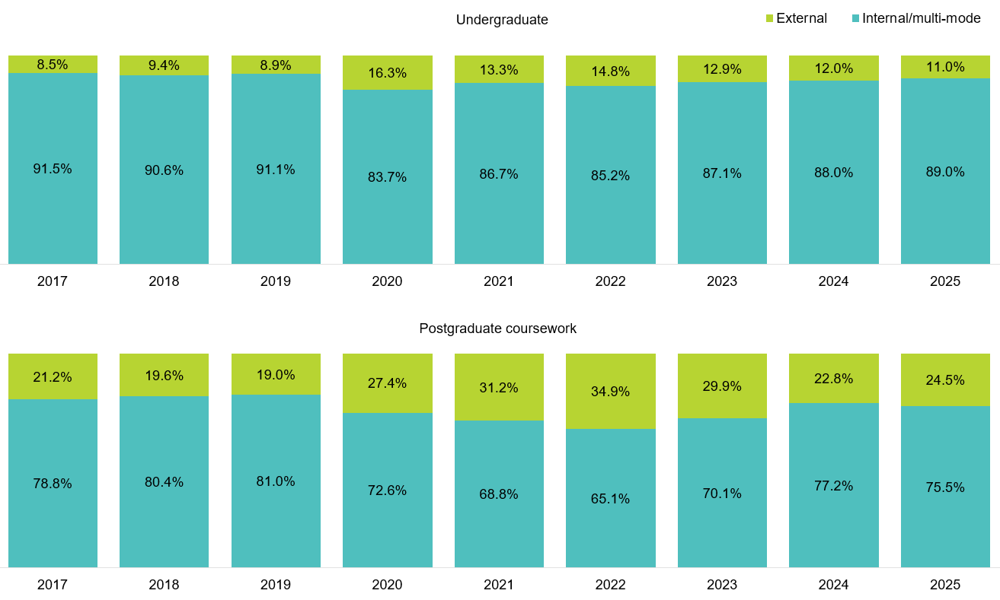 Undergraduate
External Internal/multi-mode
8.5% 9.4% 8.9% 16.3% 13.3% 14.8% 12.9% 12.0% 11.0%
91.5% 90.6% 91.1% 83.7% 86.7% 85.2% 87.1% 88.0% 89.0%
2017 2018 2019 2020 2021 2022 2023 2024 2025
Postgraduate coursework
21.2% 19.6% 19.0% 27.4% 31.2% 34.9% 29.9% 22.8% 24.5%
78.8% 80.4% 81.0% 72.6% 68.8% 65.1% 70.1% 77.2% 75.5%
2017 2018 2019 2020 2021 2022 2023 2024 2025